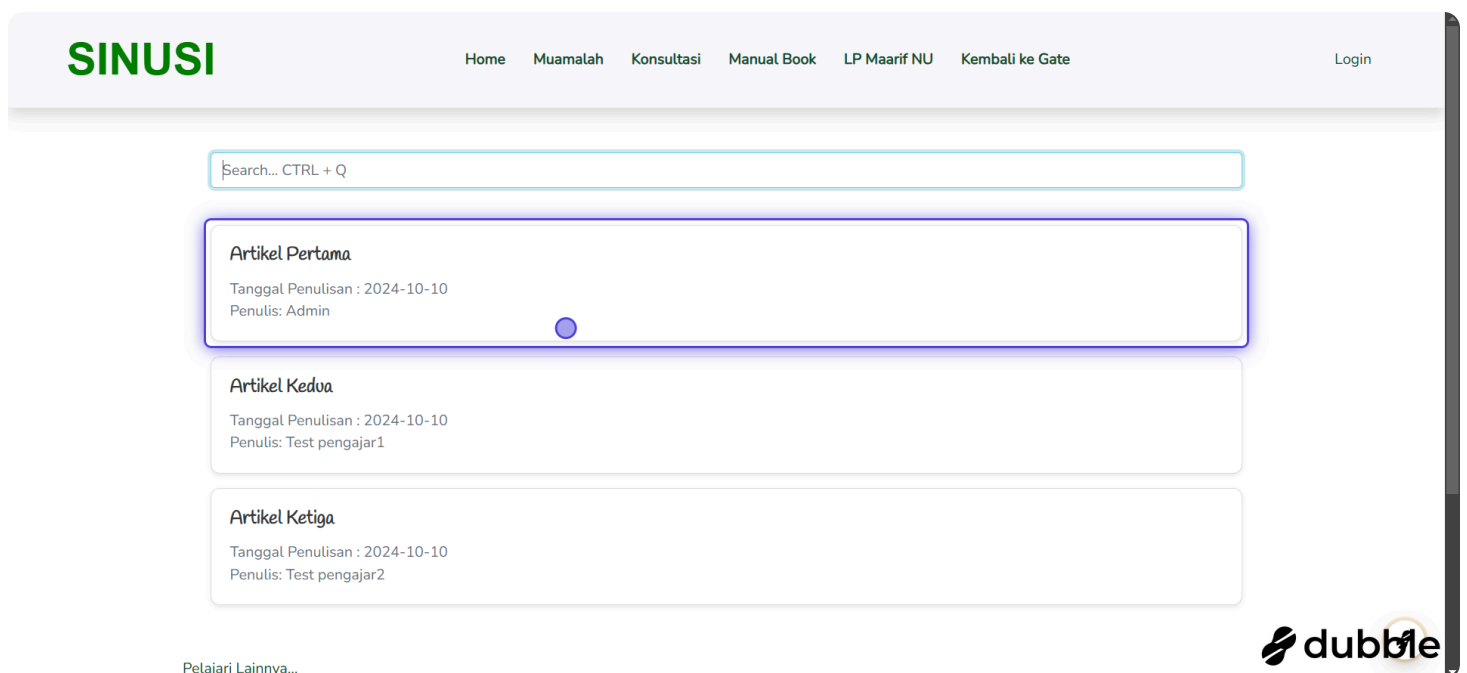 SINUSI
Home Muamalah Konsultasi Manual Book LP Maarif NU Kembali ke Gate Login
Search... CTRL + Q
Artikel Pertama
Tanggal Penulisan : 2024-10-10
Penulis: Admin
Artikel Kedua
Tanggal Penulisan : 2024-10-10
Penulis: Test pengajar1
Artikel Ketiga
Tanggal Penulisan : 2024-10-10
Penulis: Test pengajar2
Pelajari Lainnya...
dubble